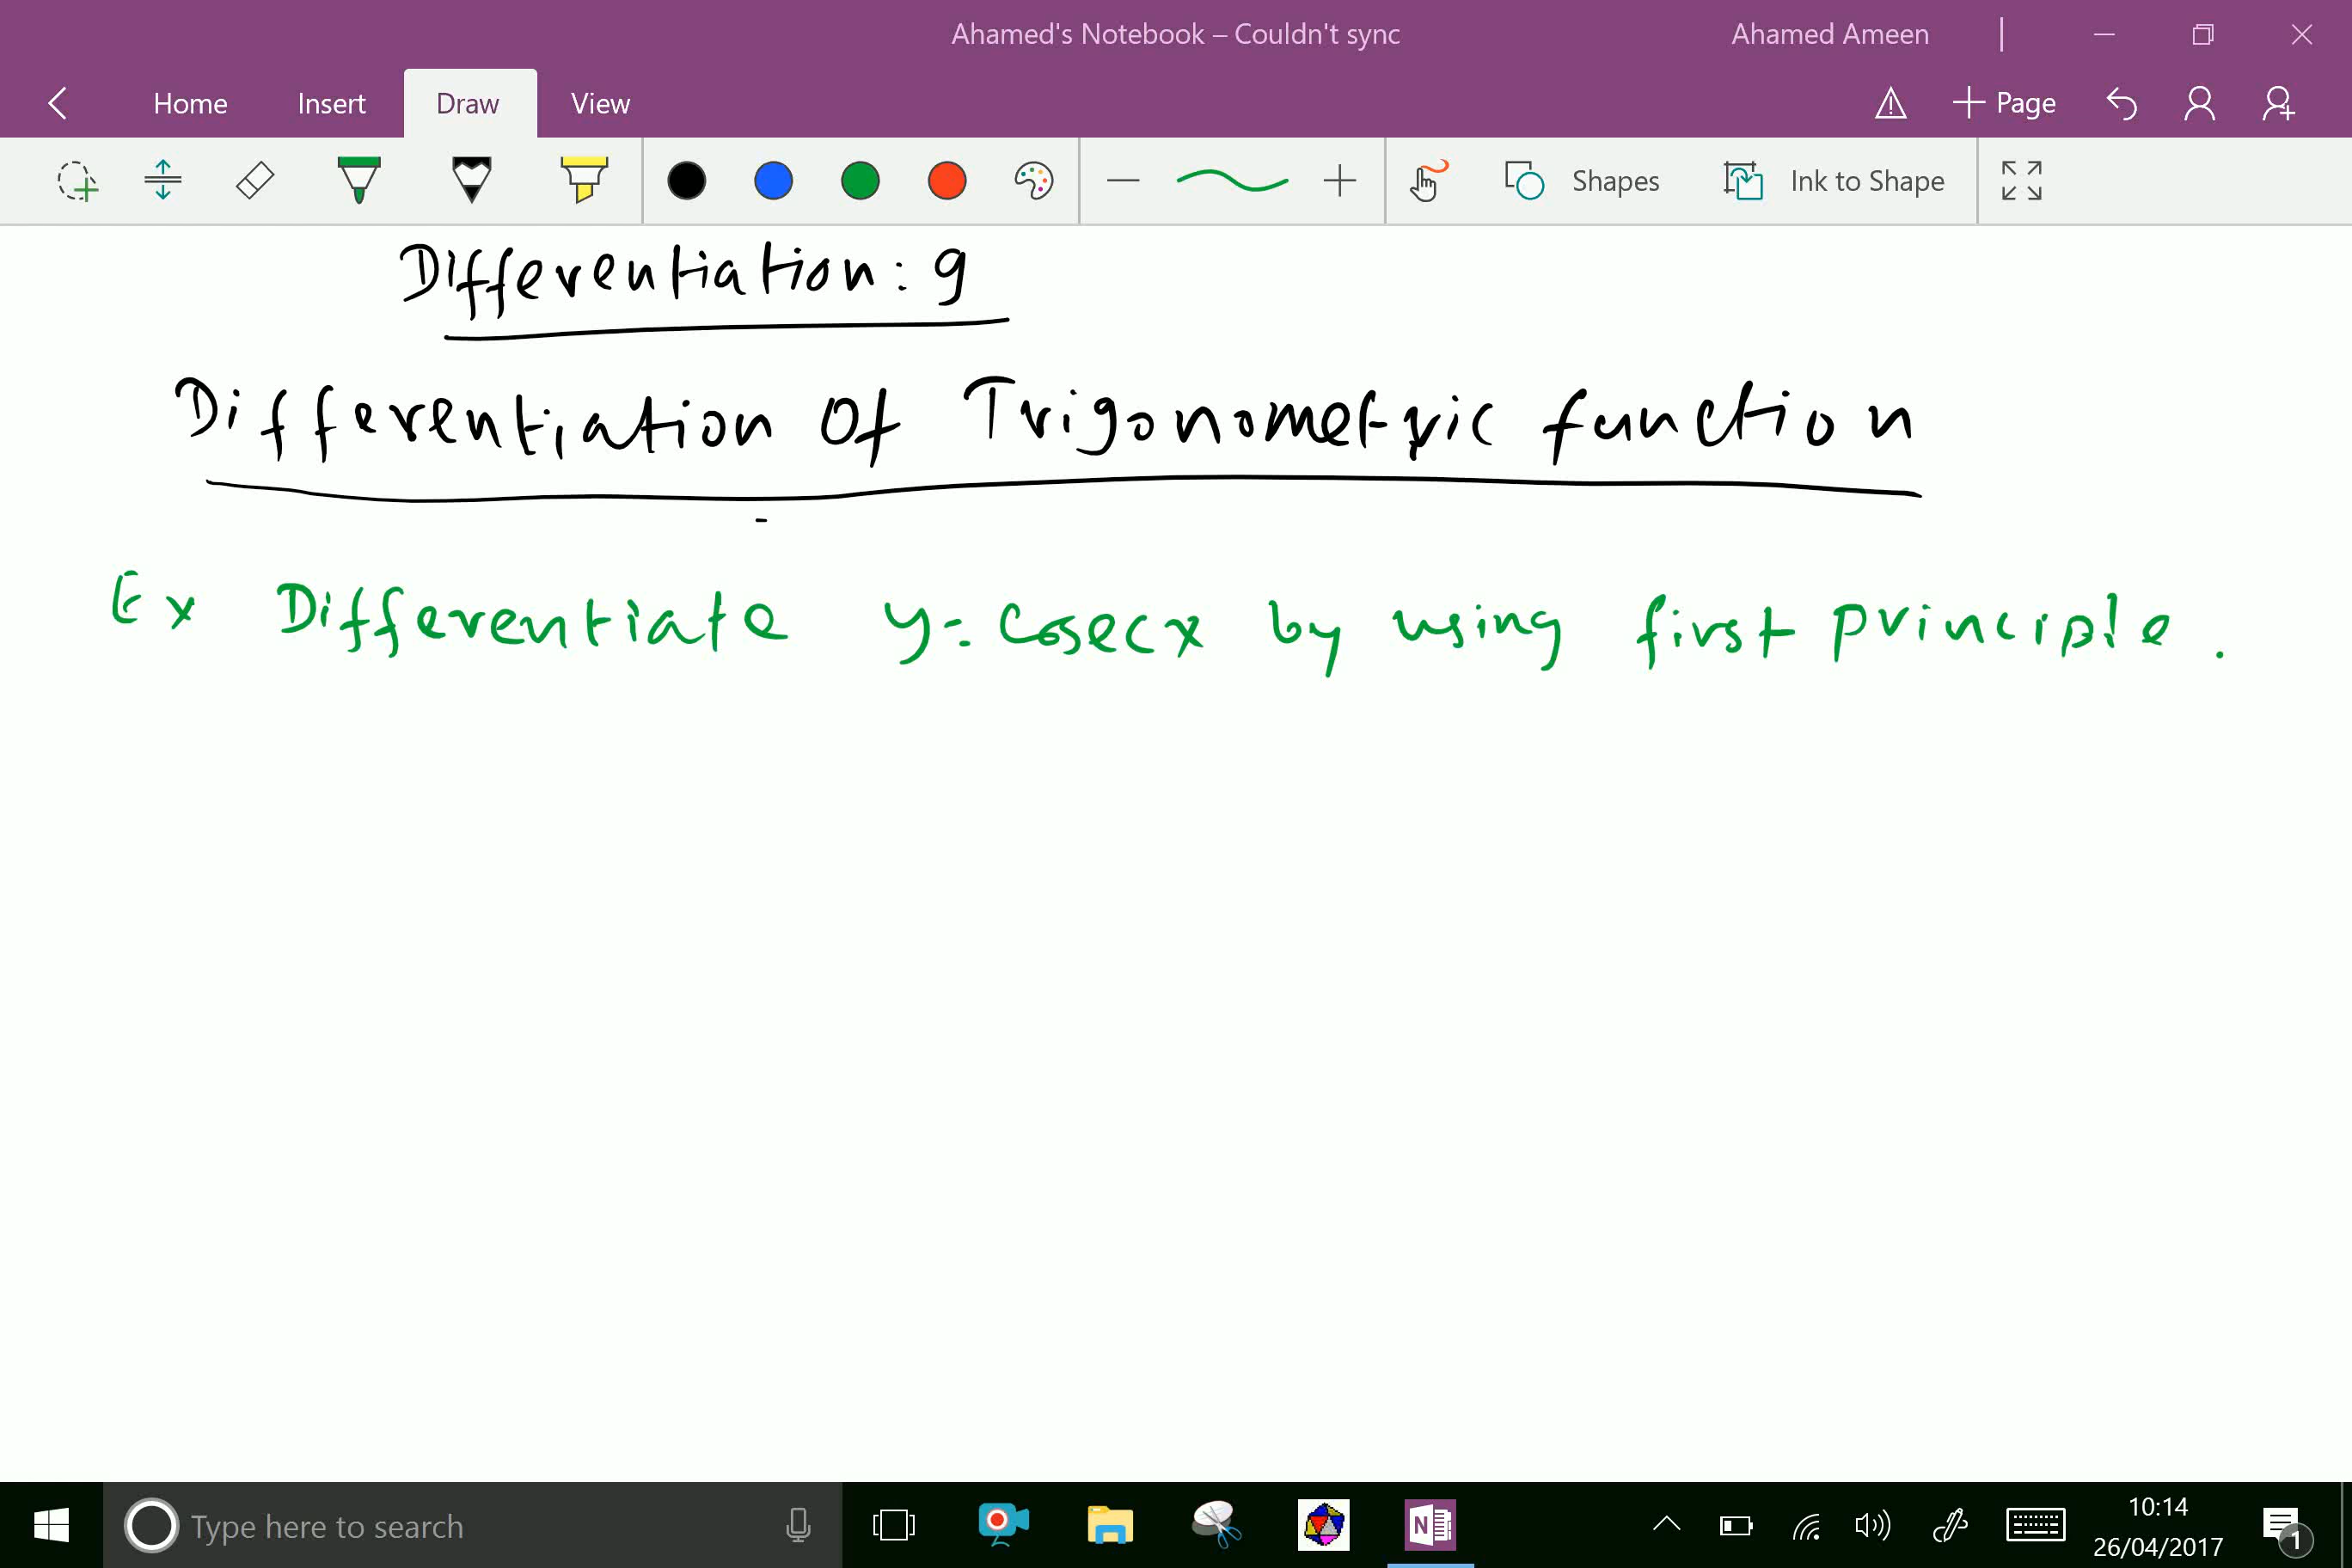 Ahamed's Notebook – Couldn't sync
Ahamed Ameen
Home Insert Draw View
Page
Shapes Ink to Shape
Differentiation: 9
Differentiation Of Trigonometric function
Ex Differentiate y = Cosecx by using first principle.
Type here to search
N
10:14
26/04/2017
1